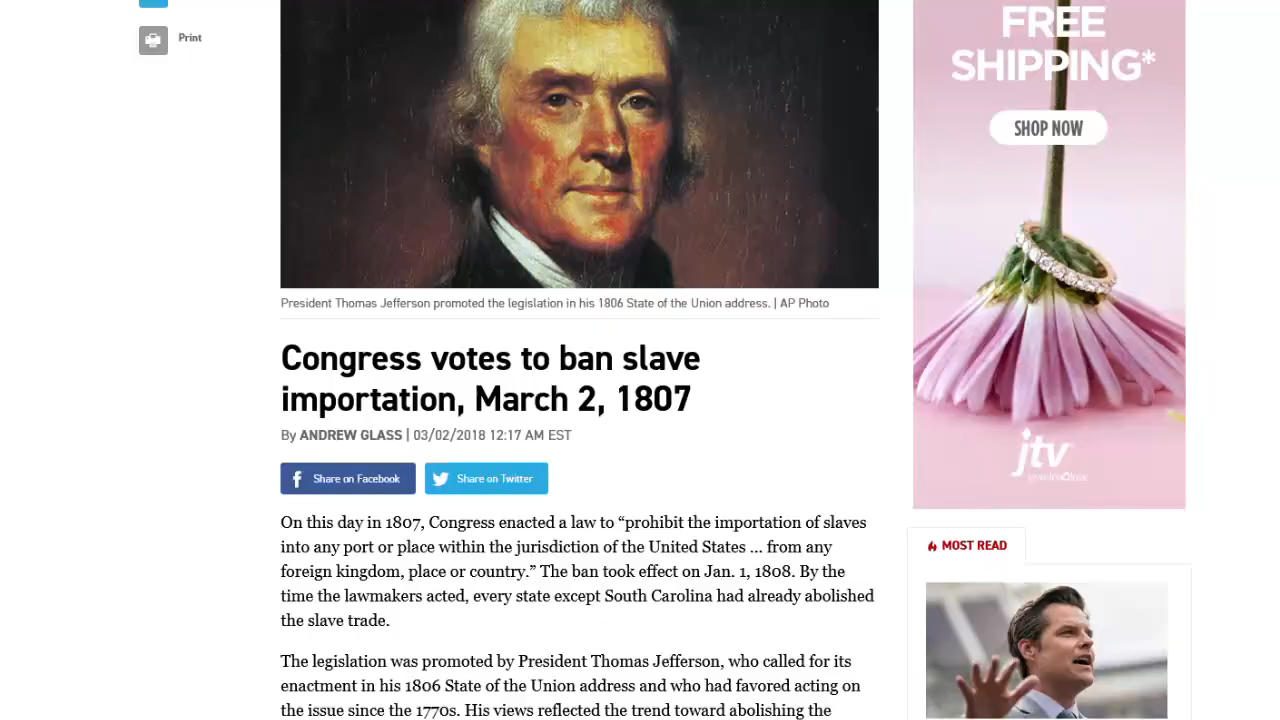 Print
FREE
SHIPPING*
SHOP NOW
President Thomas Jefferson promoted the legislation in his 1806 State of the Union address. | AP Photo
Congress votes to ban slave
importation, March 2, 1807
By ANDREW GLASS | 03/02/2018 12:17 AM EST
Share on Facebook
Share on Twitter
On this day in 1807, Congress enacted a law to “prohibit the importation of slaves
into any port or place within the jurisdiction of the United States ... from any
foreign kingdom, place or country.” The ban took effect on Jan. 1, 1808. By the
time the lawmakers acted, every state except South Carolina had already abolished
the slave trade.
The legislation was promoted by President Thomas Jefferson, who called for its
enactment in his 1806 State of the Union address and who had favored acting on
the issue since the 1770s. His views reflected the trend toward abolishing the
jtv
MOST READ